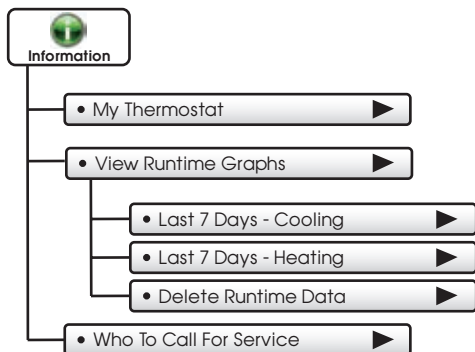 Information
• My Thermostat
• View Runtime Graphs
• Last 7 Days - Cooling
• Last 7 Days - Heating
• Delete Runtime Data
• Who To Call For Service